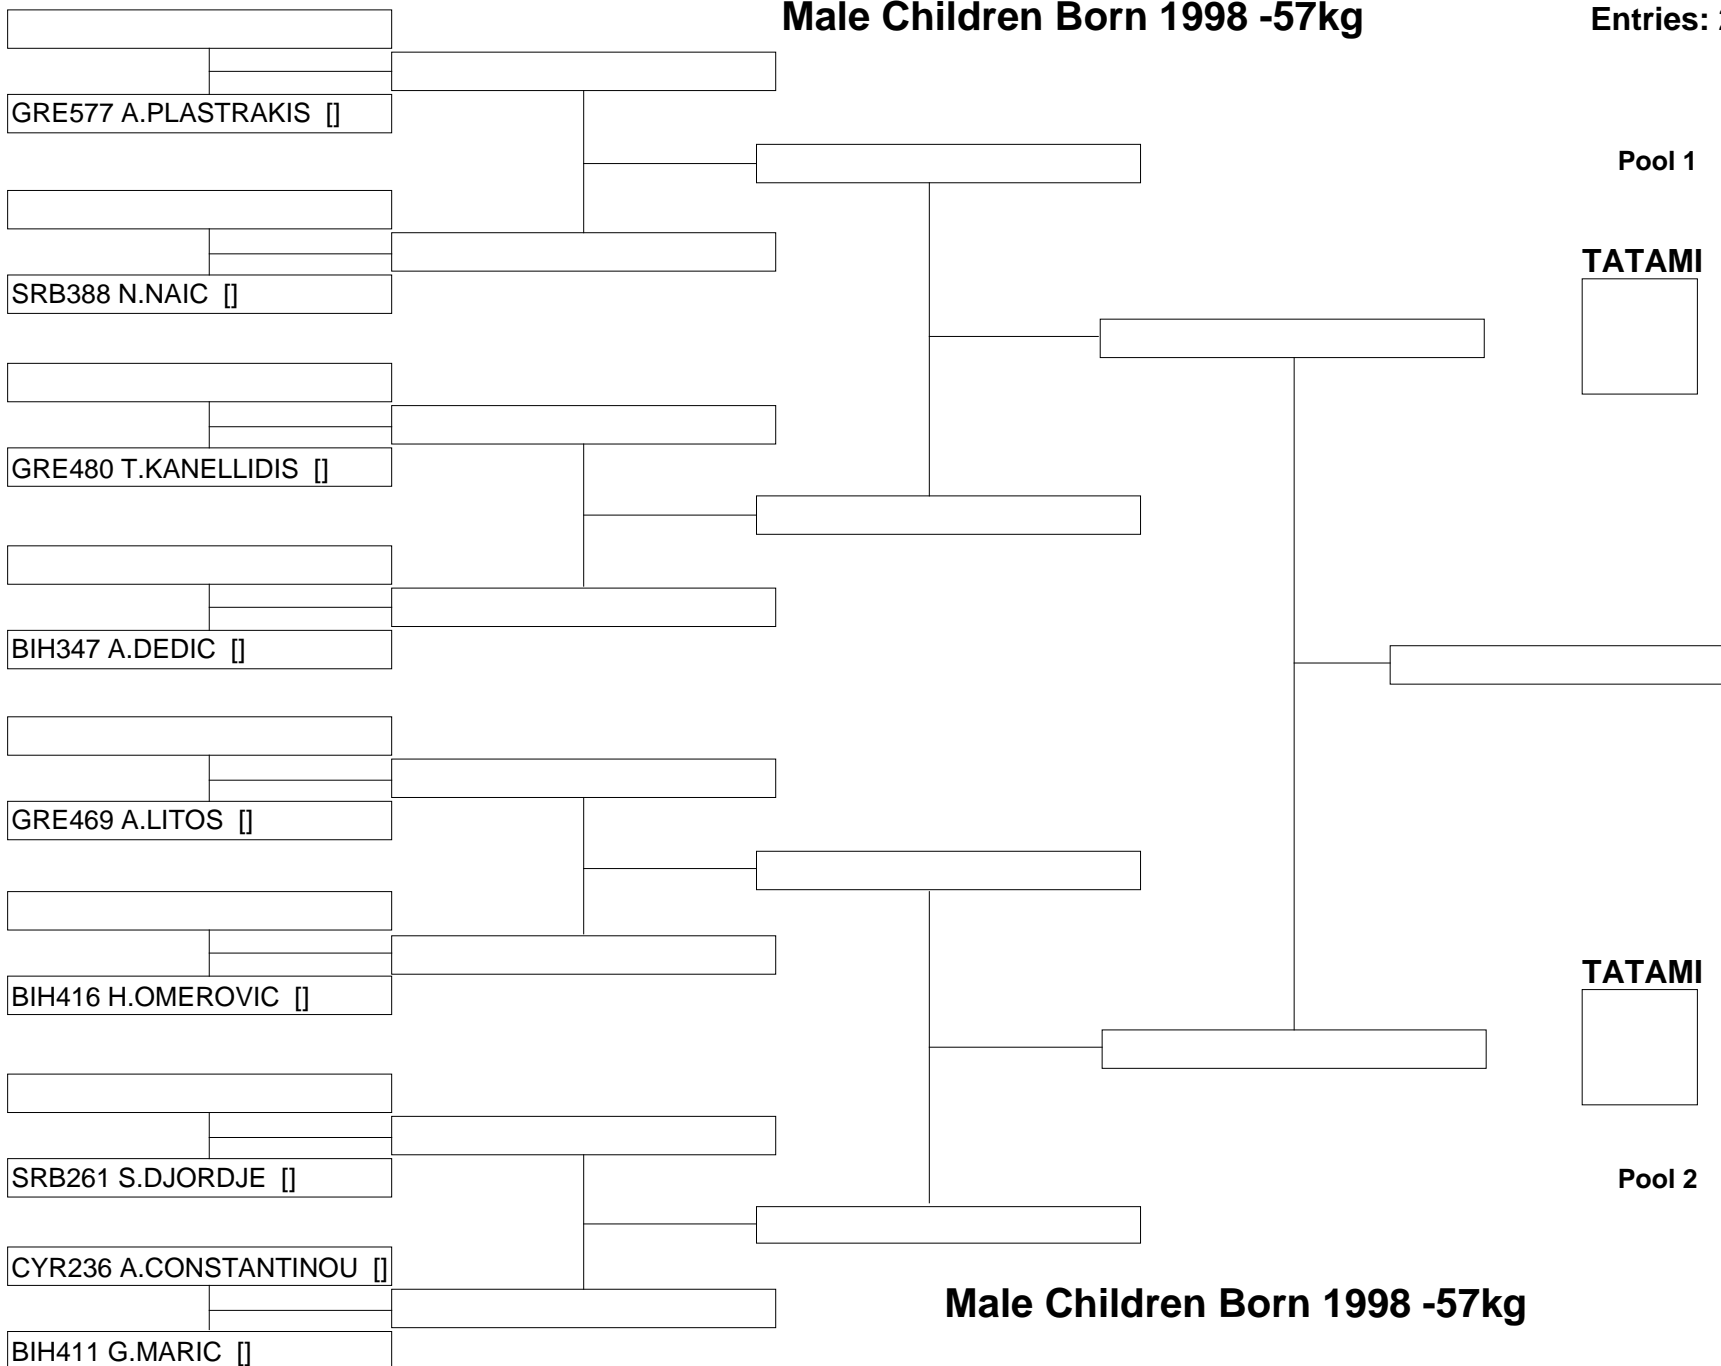 Male Children Born 1998 -57kg
Entries:
GRE577 A.PLASTRAKIS []
Pool 1
TATAMI
SRB388 N.NAIC []
GRE480 T.KANELLIDIS []
BIH347 A.DEDIC []
GRE469 A.LITOS []
TATAMI
BIH416 H.OMEROVIC []
SRB261 S.DJORDJE []
Pool 2
CYR236 A.CONSTANTINOU []
Male Children Born 1998 -57kg
BIH411 G.MARIC []